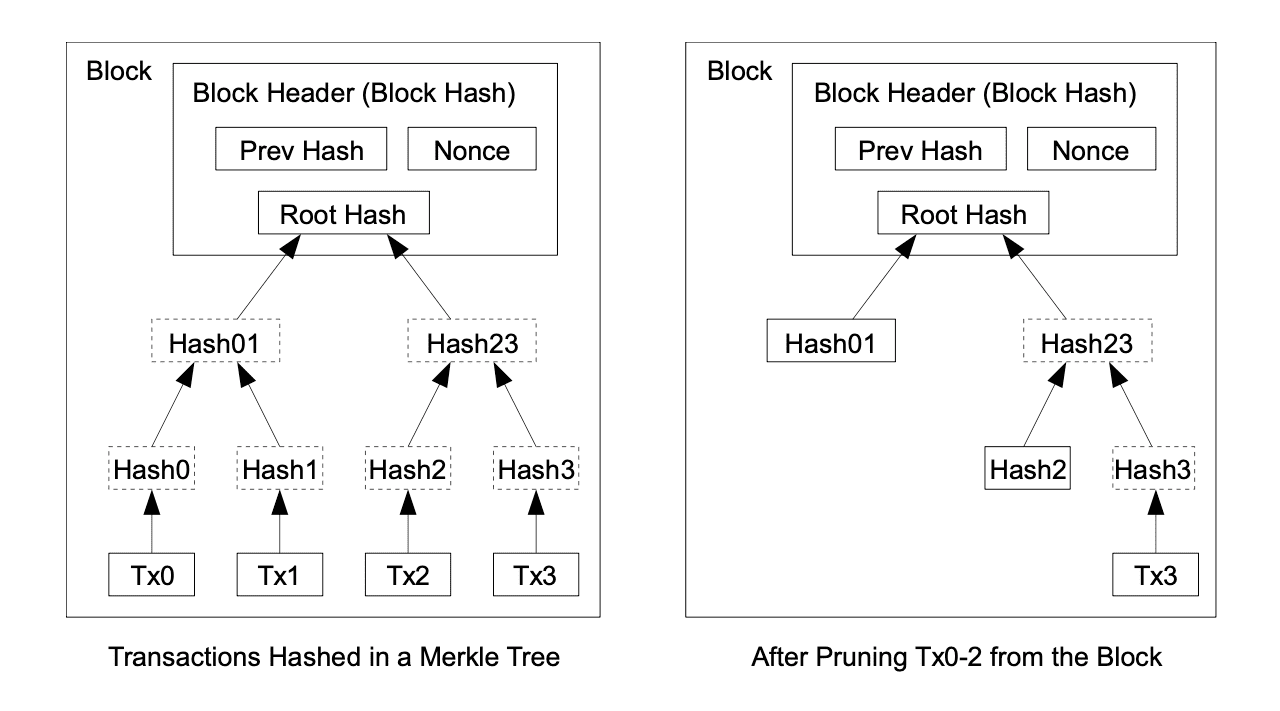 Block
Block Header (Block Hash)
Prev Hash
Nonce
Root Hash
Hash01
Hash23
Hash0
Hash1
Hash2
Hash3
Tx0
Tx1
Tx2
Tx3
Transactions Hashed in a Merkle Tree
Block
Block Header (Block Hash)
Prev Hash
Nonce
Root Hash
Hash01
Hash23
Hash2
Hash3
Tx3
After Pruning Tx0-2 from the Block